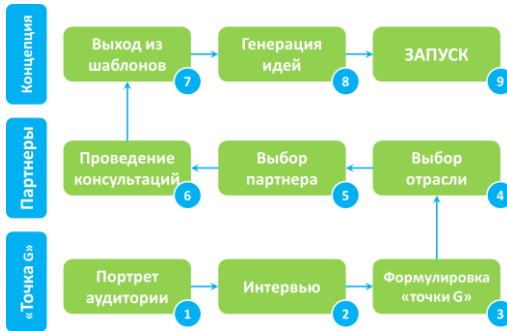 Концепция
Выход из
шаблонов
7
Генерация
идей
8
ЗАПУСК
9
Партнеры
Проведение
консультаций
6
Выбор
партнера
5
Выбор
отрасли
4
«Точка G»
Портрет
аудитории
1
Интервью
2
Формулировка
«точки G»
3